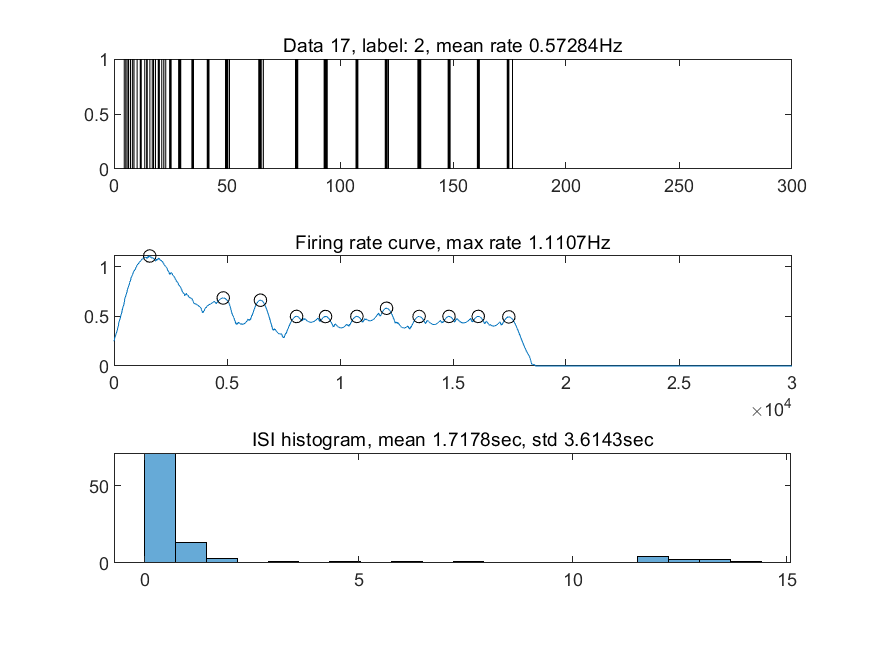 Data 17, label: 2, mean rate 0.57284Hz
1
0.5
0
0 50 100 150 200 250 300
Firing rate curve, max rate 1.1107Hz
1
0.5
0
0 0.5 1 1.5 2 2.5 3
×10⁴
ISI histogram, mean 1.7178sec, std 3.6143sec
50
0
0 5 10 15